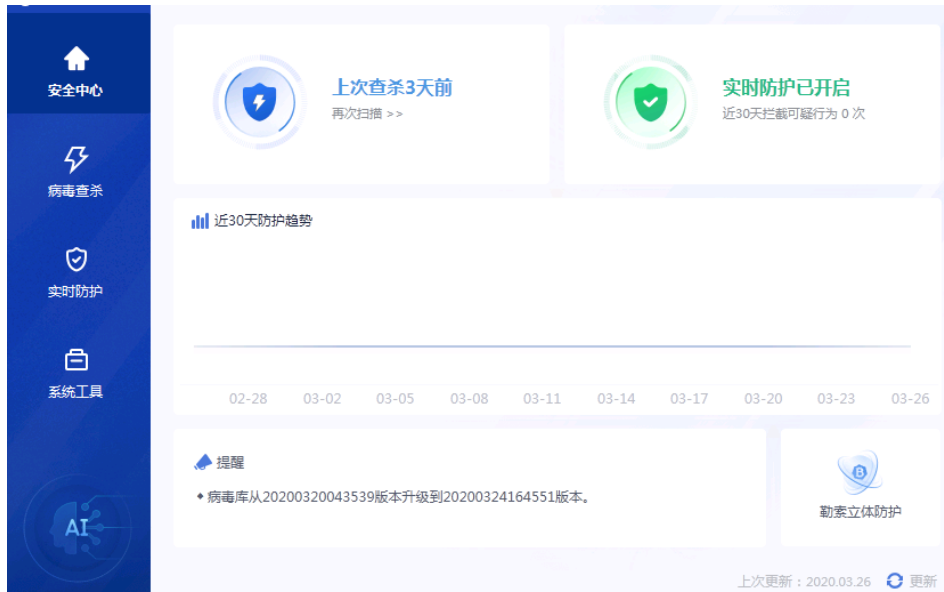 安全中心
病毒查杀
实时防护
系统工具
AI
上次查杀3天前
再次扫描 >>
实时防护已开启
近30天拦截可疑行为 0 次
近30天防护趋势
02-28 03-02 03-05 03-08 03-11 03-14 03-17 03-20 03-23 03-26
提醒
◆ 病毒库从20200320043539版本升级到20200324164551版本。
B
勒索立体防护
上次更新：2020.03.26 更新